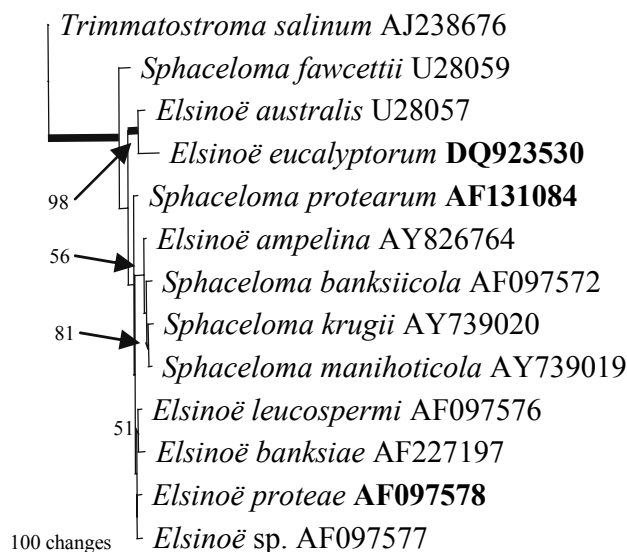 Trimmatostroma salinum AJ238676
Sphaceloma fawcettii U28059
Elsinoë australis U28057
Elsinoë eucalyptorum DQ923530
98
Sphaceloma protearum AF131084
Elsinoë ampelina AY826764
56
Sphaceloma banksiicola AF097572
Sphaceloma krugii AY739020
81
Sphaceloma manihoticola AY739019
Elsinoë leucospermi AF097576
51
Elsinoë banksiae AF227197
Elsinoë proteae AF097578
Elsinoë sp. AF097577
100 changes